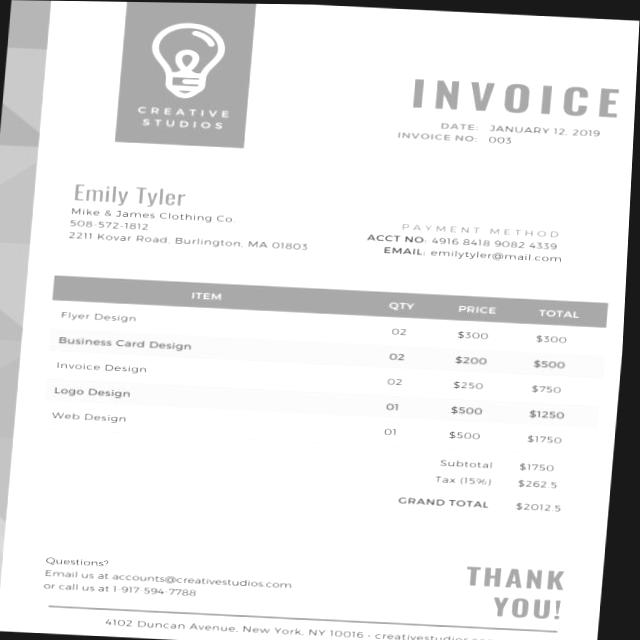 CREATIVE
STUDIOS
INVOICE
DATE: JANUARY 12, 2019
INVOICE NO: 003
Emily Tyler
Mike & James Clothing Co.
508-572-1812
2211 Kovar Road, Burlington, MA 01803
PAYMENT METHOD
ACCT NO: 4916 8418 9082 4339
EMAIL: emilytyler@mail.com
ITEM QTY PRICE TOTAL
Flyer Design 02 $300 $300
Business Card Design 02 $200 $500
Invoice Design 02 $250 $750
Logo Design 01 $500 $1250
Web Design 01 $500 $1750
Subtotal $1750
Tax (15%) $262.5
GRAND TOTAL $2012.5
Questions?
Email us at accounts@creativestudios.com
or call us at 1-917-594-7788
THANK
YOU!
4102 Duncan Avenue, New York, NY 10016 - creativestudios